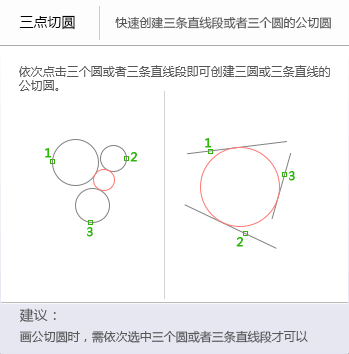 三点切圆
快速创建三条直线段或者三个圆的公切圆
依次点击三个圆或者三条直线段即可创建三圆或三条直线的
公切圆。
1
2
3
1
3
2
建议：
画公切圆时，需依次选中三个圆或者三条直线段才可以